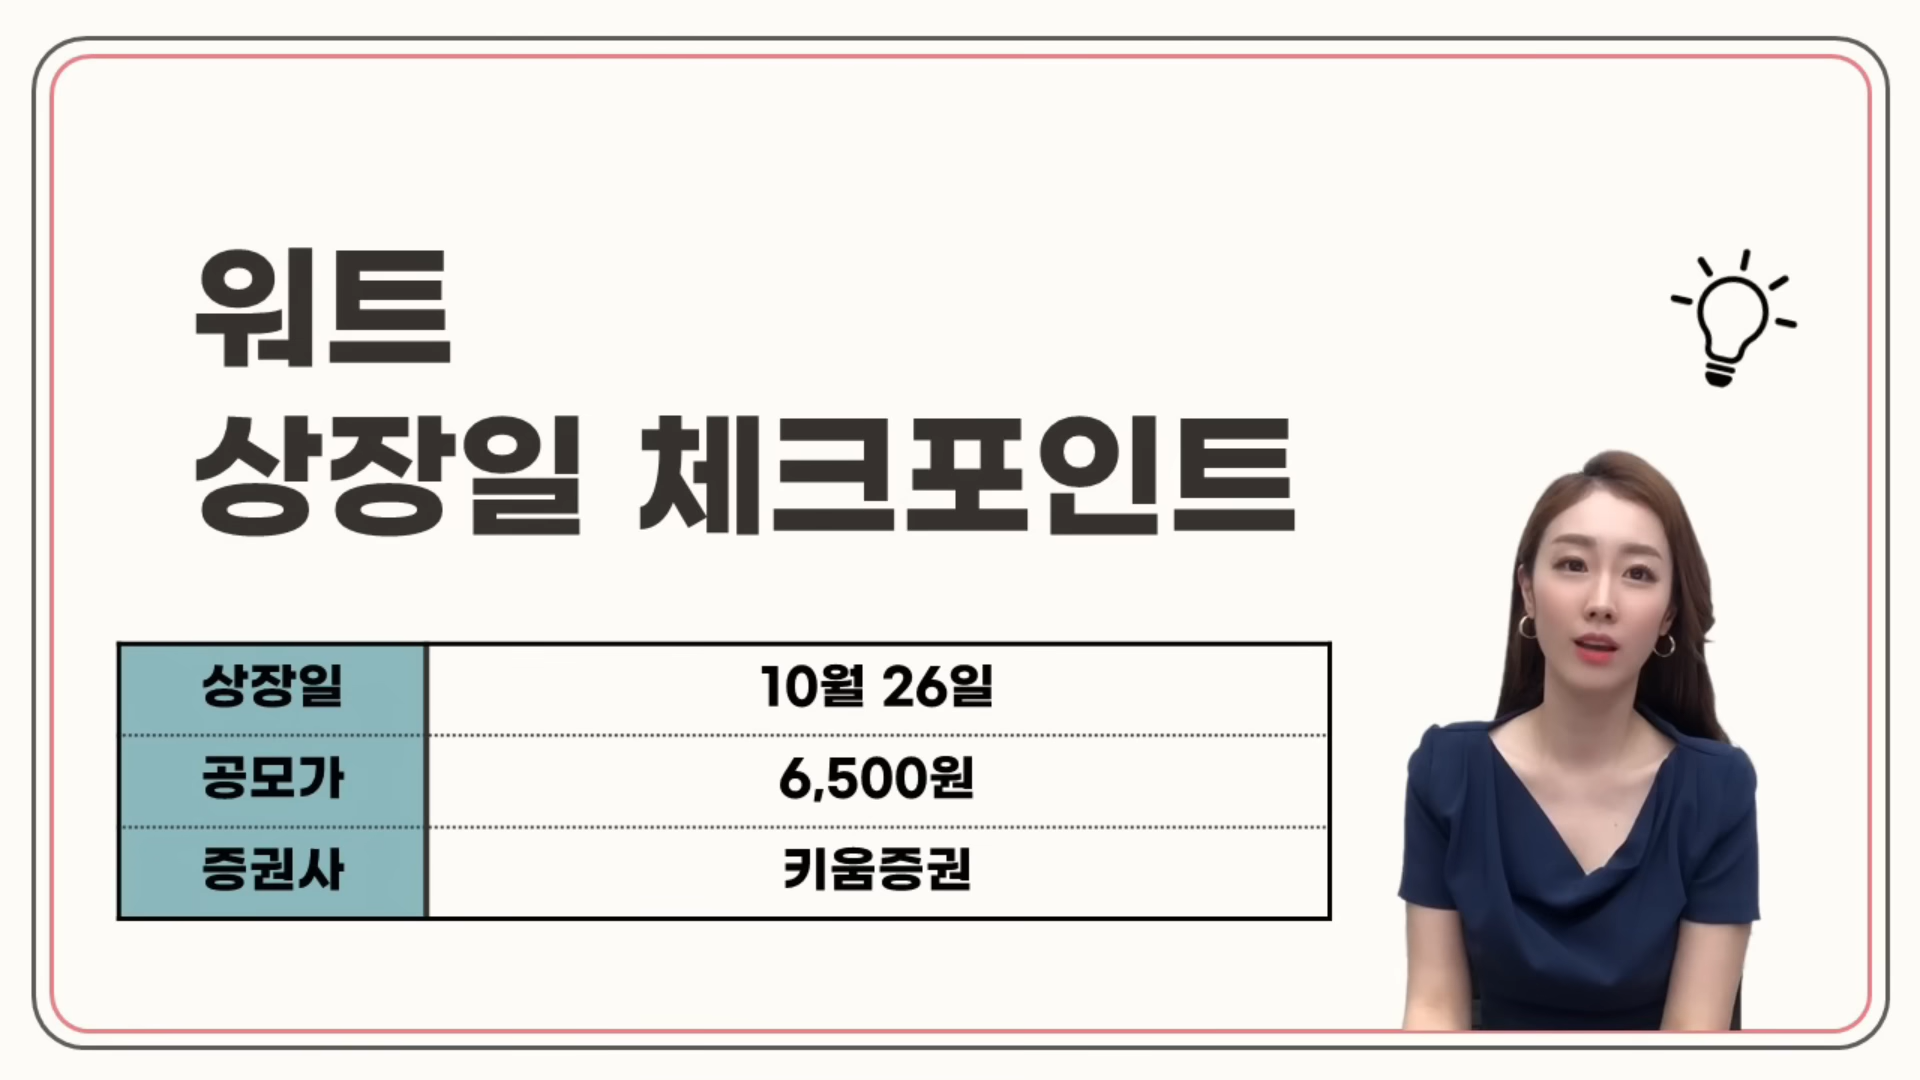 워트
상장일 체크포인트
상장일 10월 26일
공모가 6,500원
증권사 키움증권